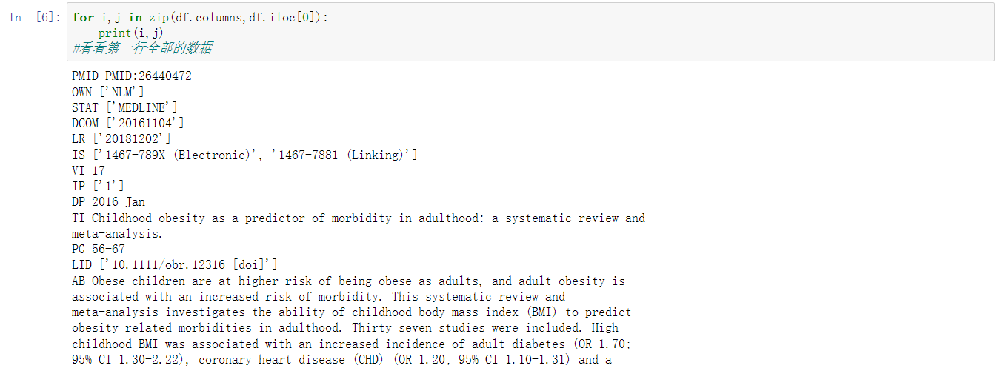 In [6]: for i,j in zip(df.columns,df.iloc[0]):
    print(i,j)
#看看第一行全部的数据
PMID PMID:26440472
OWN ['NLM']
STAT ['MEDLINE']
DCOM ['20161104']
LR ['20181202']
IS ['1467-789X (Electronic)', '1467-7881 (Linking)']
VI 17
IP ['1']
DP 2016 Jan
TI Childhood obesity as a predictor of morbidity in adulthood: a systematic review and
meta-analysis.
PG 56-67
LID ['10.1111/obr.12316 [doi]']
AB Obese children are at higher risk of being obese as adults, and adult obesity is
associated with an increased risk of morbidity. This systematic review and
meta-analysis investigates the ability of childhood body mass index (BMI) to predict
obesity-related morbidities in adulthood. Thirty-seven studies were included. High
childhood BMI was associated with an increased incidence of adult diabetes (OR 1.70;
95% CI 1.30-2.22), coronary heart disease (CHD) (OR 1.20; 95% CI 1.10-1.31) and a